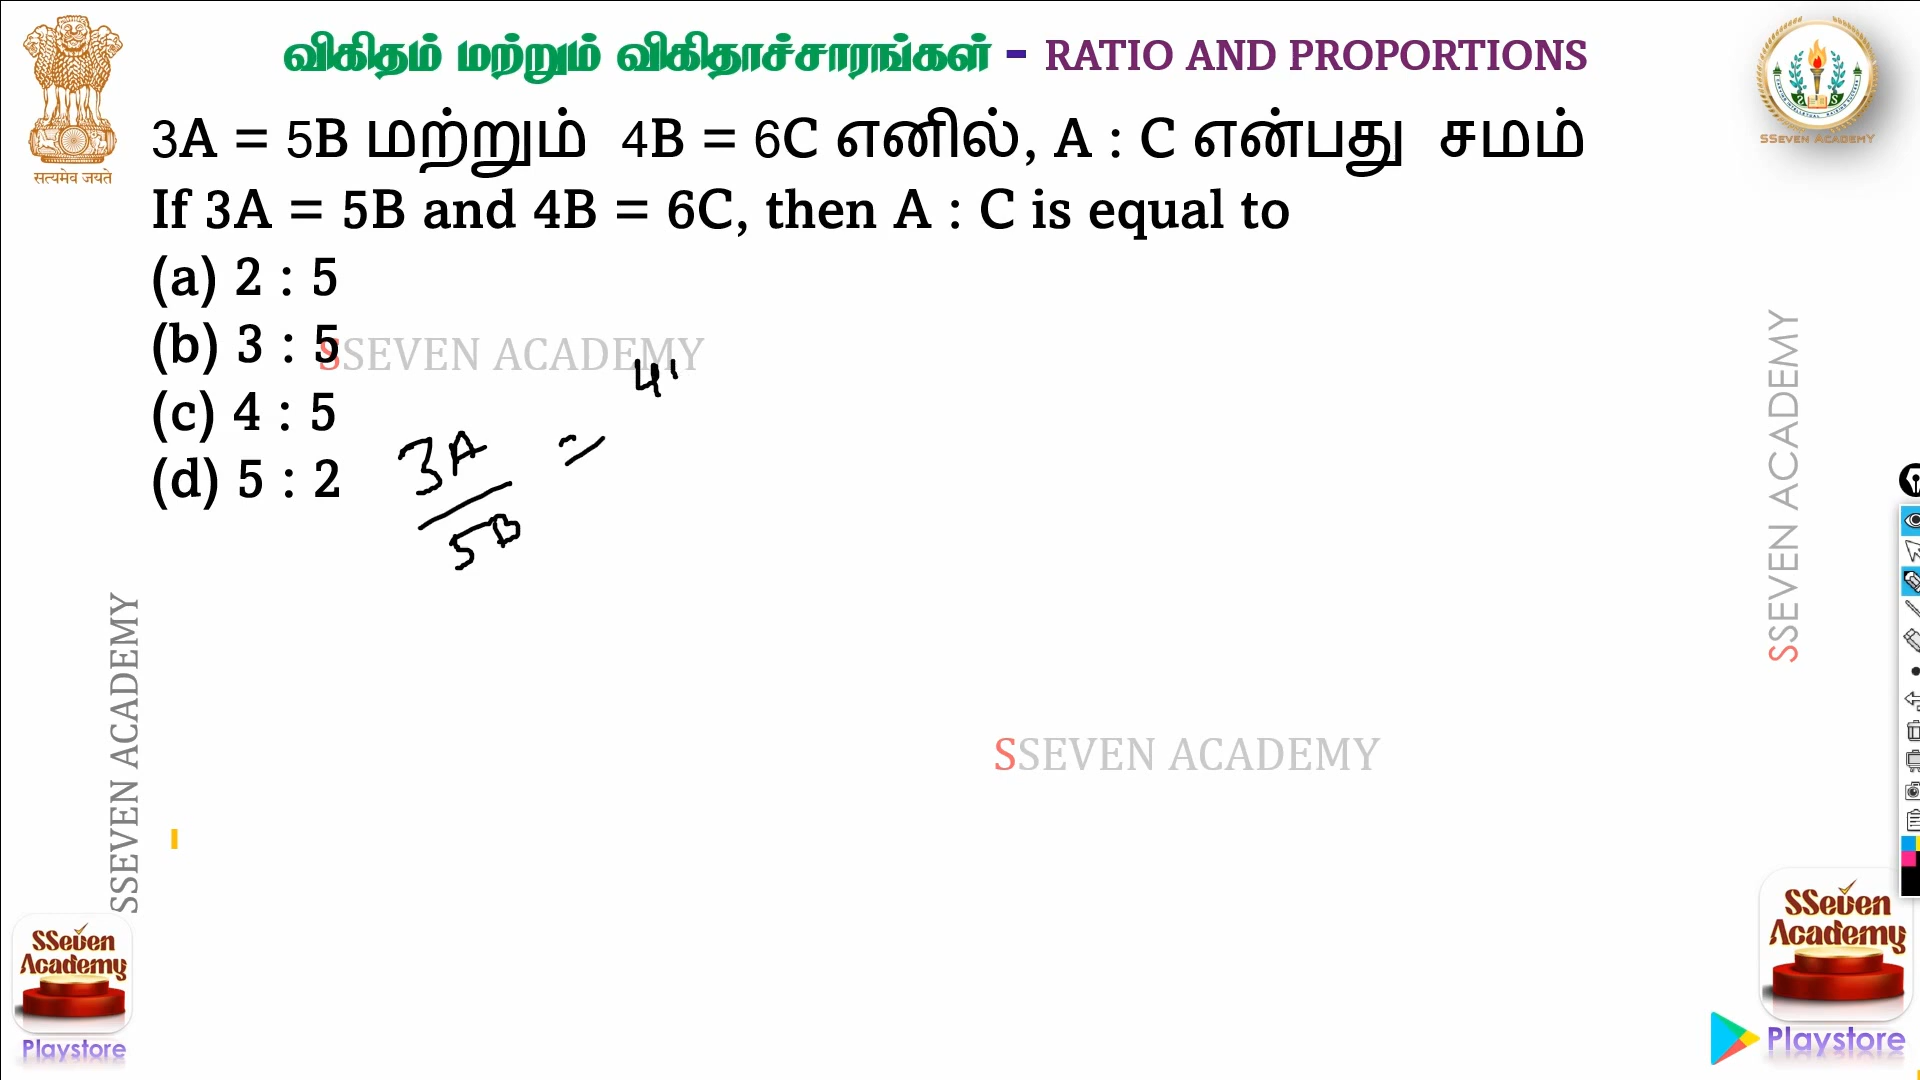 விகிதம் மற்றும் விகிதாச்சாரங்கள் - RATIO AND PROPORTIONS
3A = 5B மற்றும் 4B = 6C எனில், A : C என்பது சமம்
If 3A = 5B and 4B = 6C, then A : C is equal to
(a) 2 : 5
(b) 3 : 5
(c) 4 : 5
(d) 5 : 2
SSEVEN ACADEMY
4
3A =
5B
SSEVEN ACADEMY
SSEVEN ACADEMY
SSEVEN ACADEMY
सत्यमेव जयते
SSEVEN ACADEMY
SSeven
Academy
Playstore
SSeven
Academy
Playstore